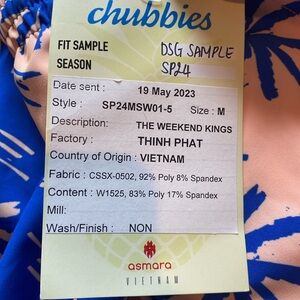 chubbies
FIT SAMPLE DSG SAMPLE
SEASON SP24
Date sent : 19 May 2023
Style : SP24MSW01-5 Size : M
Description: THE WEEKEND KINGS
Factory : THINH PHAT
Country of Origin : VIETNAM
Fabric : CSSX-0502, 92% Poly 8% Spandex
Content : W1525, 83% Poly 17% Spandex
Mill:
Wash/Finish : NON
asmara
VIETNAM